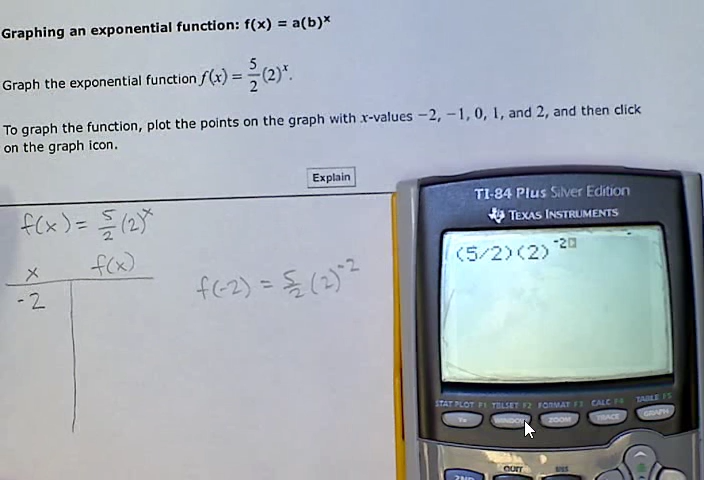 Graphing an exponential function: f(x) = a(b)ˣ
Graph the exponential function f(x) = 5/2 (2)ˣ.
To graph the function, plot the points on the graph with x-values −2, −1, 0, 1, and 2, and then click
on the graph icon.
Explain
f(x) = 5/2 (2)ˣ
x f(x)
-2
f(-2) = 5/2 (2)⁻²
TI-84 Plus Silver Edition
TEXAS INSTRUMENTS
(5/2)(2)⁻²
STAT PLOT F1 TBLSET F2 FORMAT F3 CALC F4 TABLE F5
Y= WINDOW ZOOM TRACE GRAPH
QUIT INS
2ND